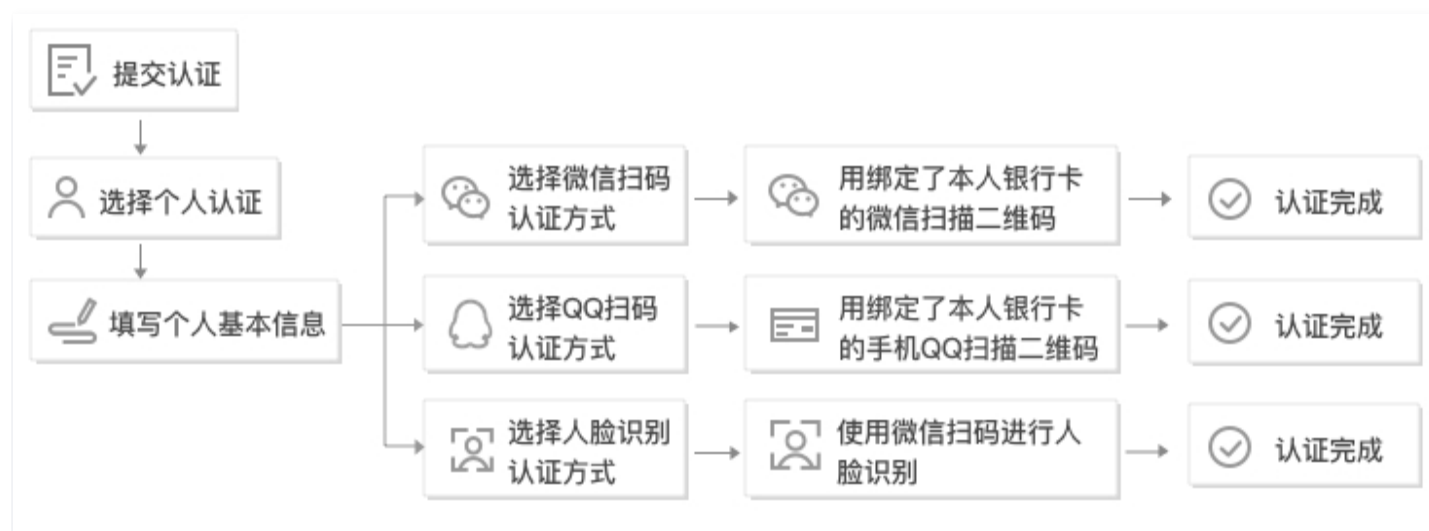 提交认证
选择个人认证
填写个人基本信息
选择微信扫码
认证方式
用绑定了本人银行卡
的微信扫描二维码
认证完成
选择QQ扫码
认证方式
用绑定了本人银行卡
的手机QQ扫描二维码
认证完成
选择人脸识别
认证方式
使用微信扫码进行人
脸识别
认证完成